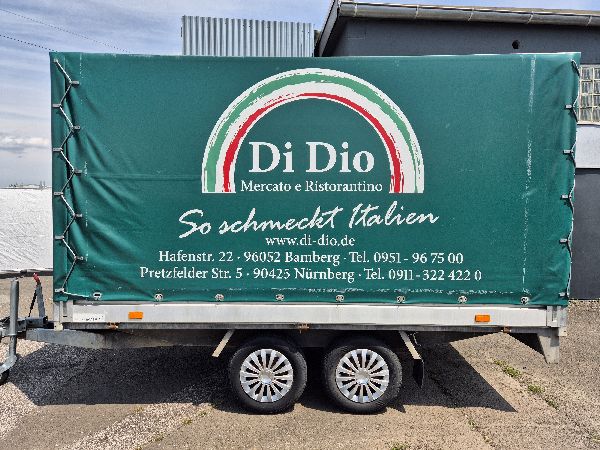 Di Dio
Mercato e Ristorantino
So schmeckt Italien
www.di-dio.de
Hafenstr. 22 · 96052 Bamberg · Tel. 0951 - 96 75 00
Pretzfelder Str. 5 · 90425 Nürnberg · Tel. 0911 - 322 422 0